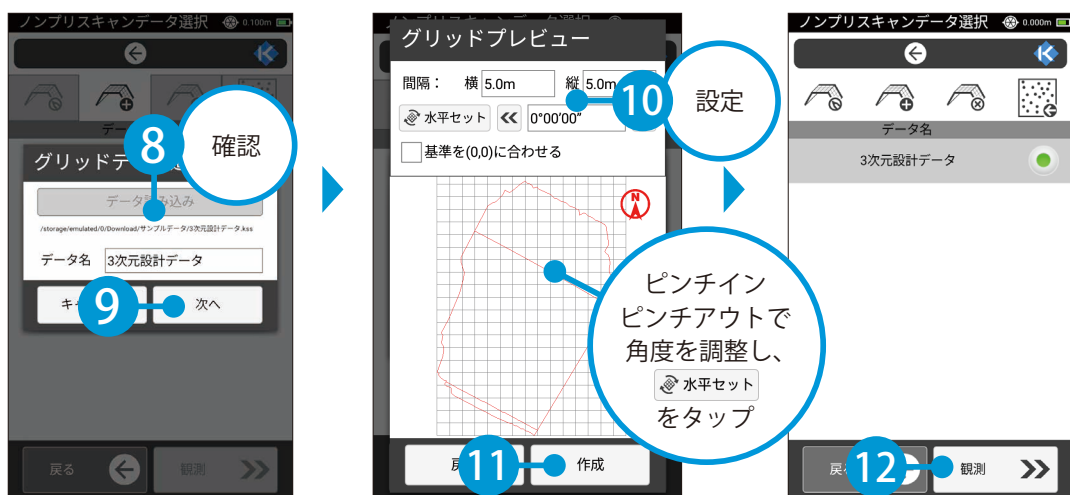 ノンプリスキャンデータ選択 0.100m
8
確認
データ
グリッドデ
データ読み込み
/storage/emulated/0/Download/サンプルデータ/3次元設計データ.kss
データ名 3次元設計データ
キ
9
次へ
戻る
観測
グリッドプレビュー
間隔： 横 5.0m 縦 5.0m
10
設定
水平セット 0°00'00"
基準を(0,0)に合わせる
N
ピンチイン
ピンチアウトで
角度を調整し、
水平セット
をタップ
11
作成
ノンプリスキャンデータ選択 0.000m
データ名
3次元設計データ
戻る
12
観測